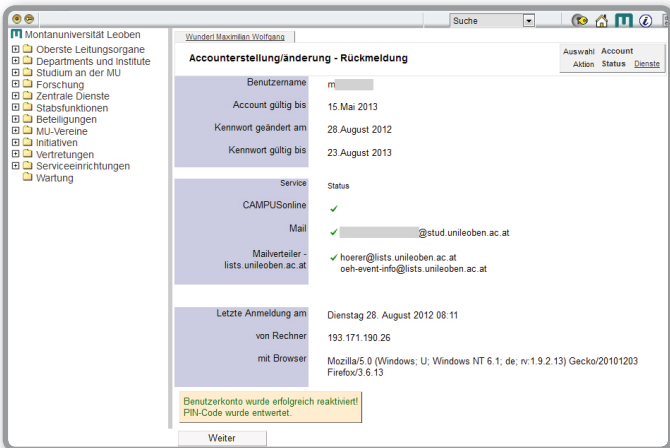 Suche
Montanuniversität Leoben
Oberste Leitungsorgane
Departments und Institute
Studium an der MU
Forschung
Zentrale Dienste
Stabsfunktionen
Beteiligungen
MU-Vereine
Initiativen
Vertretungen
Serviceeinrichtungen
Wartung
Wunderl Maximilian Wolfgang
Accounterstellung/änderung - Rückmeldung
Auswahl Account
Aktion Status Dienste
Benutzername m
Account gültig bis 15.Mai 2013
Kennwort geändert am 28.August 2012
Kennwort gültig bis 23.August 2013
Service Status
CAMPUSonline
Mail @stud.unileoben.ac.at
Mailverteiler - hoerer@lists.unileoben.ac.at
lists.unileoben.ac.at oeh-event-info@lists.unileoben.ac.at
Letzte Anmeldung am Dienstag 28. August 2012 08:11
von Rechner 193.171.190.26
mit Browser Mozilla/5.0 (Windows; U; Windows NT 6.1; de; rv:1.9.2.13) Gecko/20101203
Firefox/3.6.13
Benutzerkonto wurde erfolgreich reaktiviert!
PIN-Code wurde entwertet.
Weiter